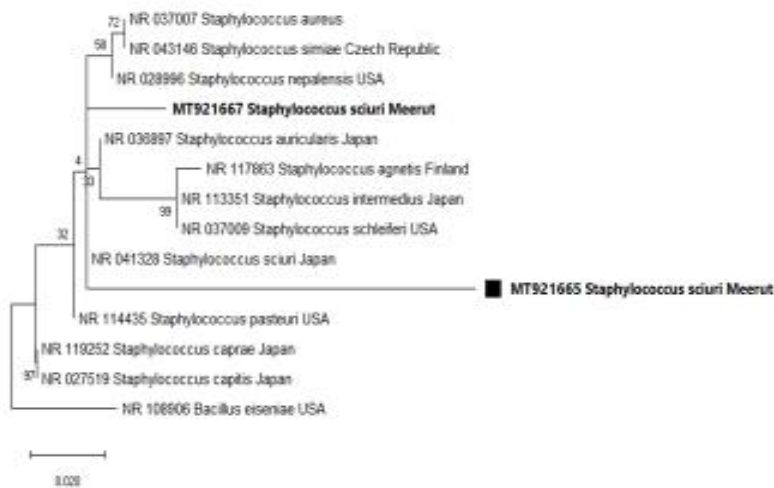 72
NR 037007 Staphylococcus aureus
58
NR 043146 Staphylococcus simiae Czech Republic
NR 028996 Staphylococcus nepalensis USA
MT921667 Staphylococcus sciuri Meerut
NR 036897 Staphylococcus auricularis Japan
4
NR 117863 Staphylococcus agnetis Finland
33
NR 113351 Staphylococcus intermedius Japan
99
NR 037009 Staphylococcus schleiferi USA
32
NR 041328 Staphylococcus sciuri Japan
MT921665 Staphylococcus sciuri Meerut
NR 114435 Staphylococcus pasteuri USA
NR 119252 Staphylococcus caprae Japan
97
NR 027519 Staphylococcus capitis Japan
NR 108906 Bacillus eiseniae USA
0.020